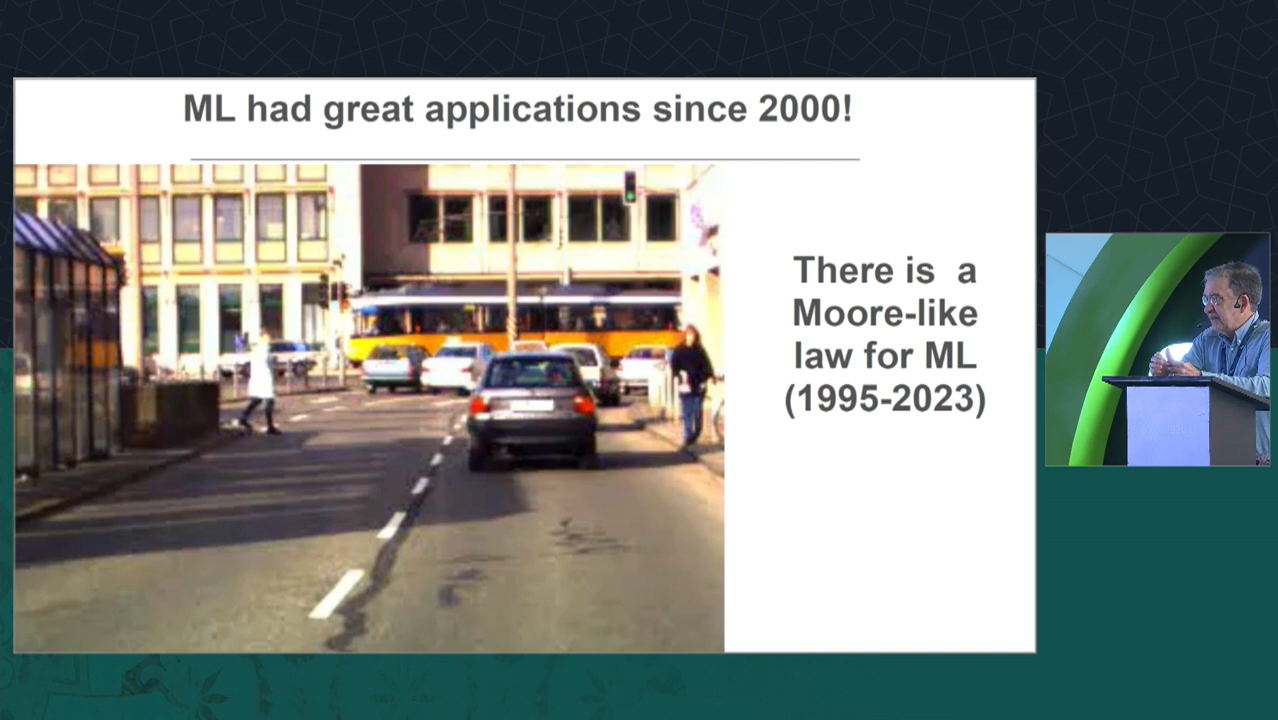 ML had great applications since 2000!
There is a
Moore-like
law for ML
(1995-2023)